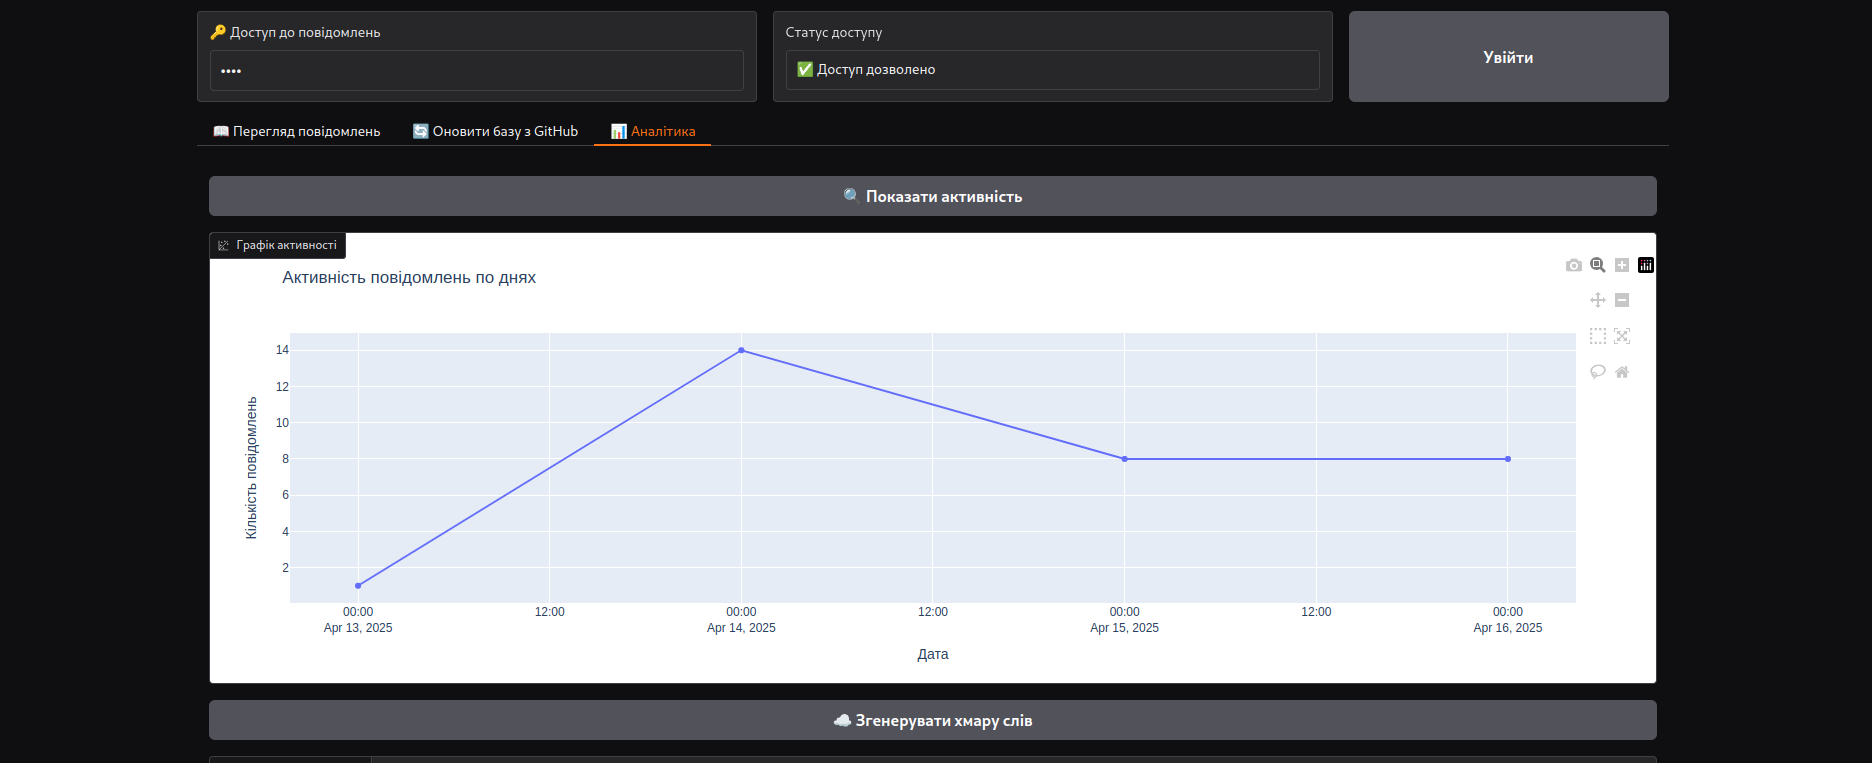 🔑 Доступ до повідомлень
••••
Статус доступу
✅ Доступ дозволено
Увійти
📖 Перегляд повідомлень
🔄 Оновити базу з GitHub
📊 Аналітика
🔍 Показати активність
Графік активності
Активність повідомлень по днях
Кількість повідомлень
14
12
10
8
6
4
2
00:00
Apr 13, 2025
12:00
00:00
Apr 14, 2025
12:00
00:00
Apr 15, 2025
12:00
00:00
Apr 16, 2025
Дата
☁️ Згенерувати хмару слів